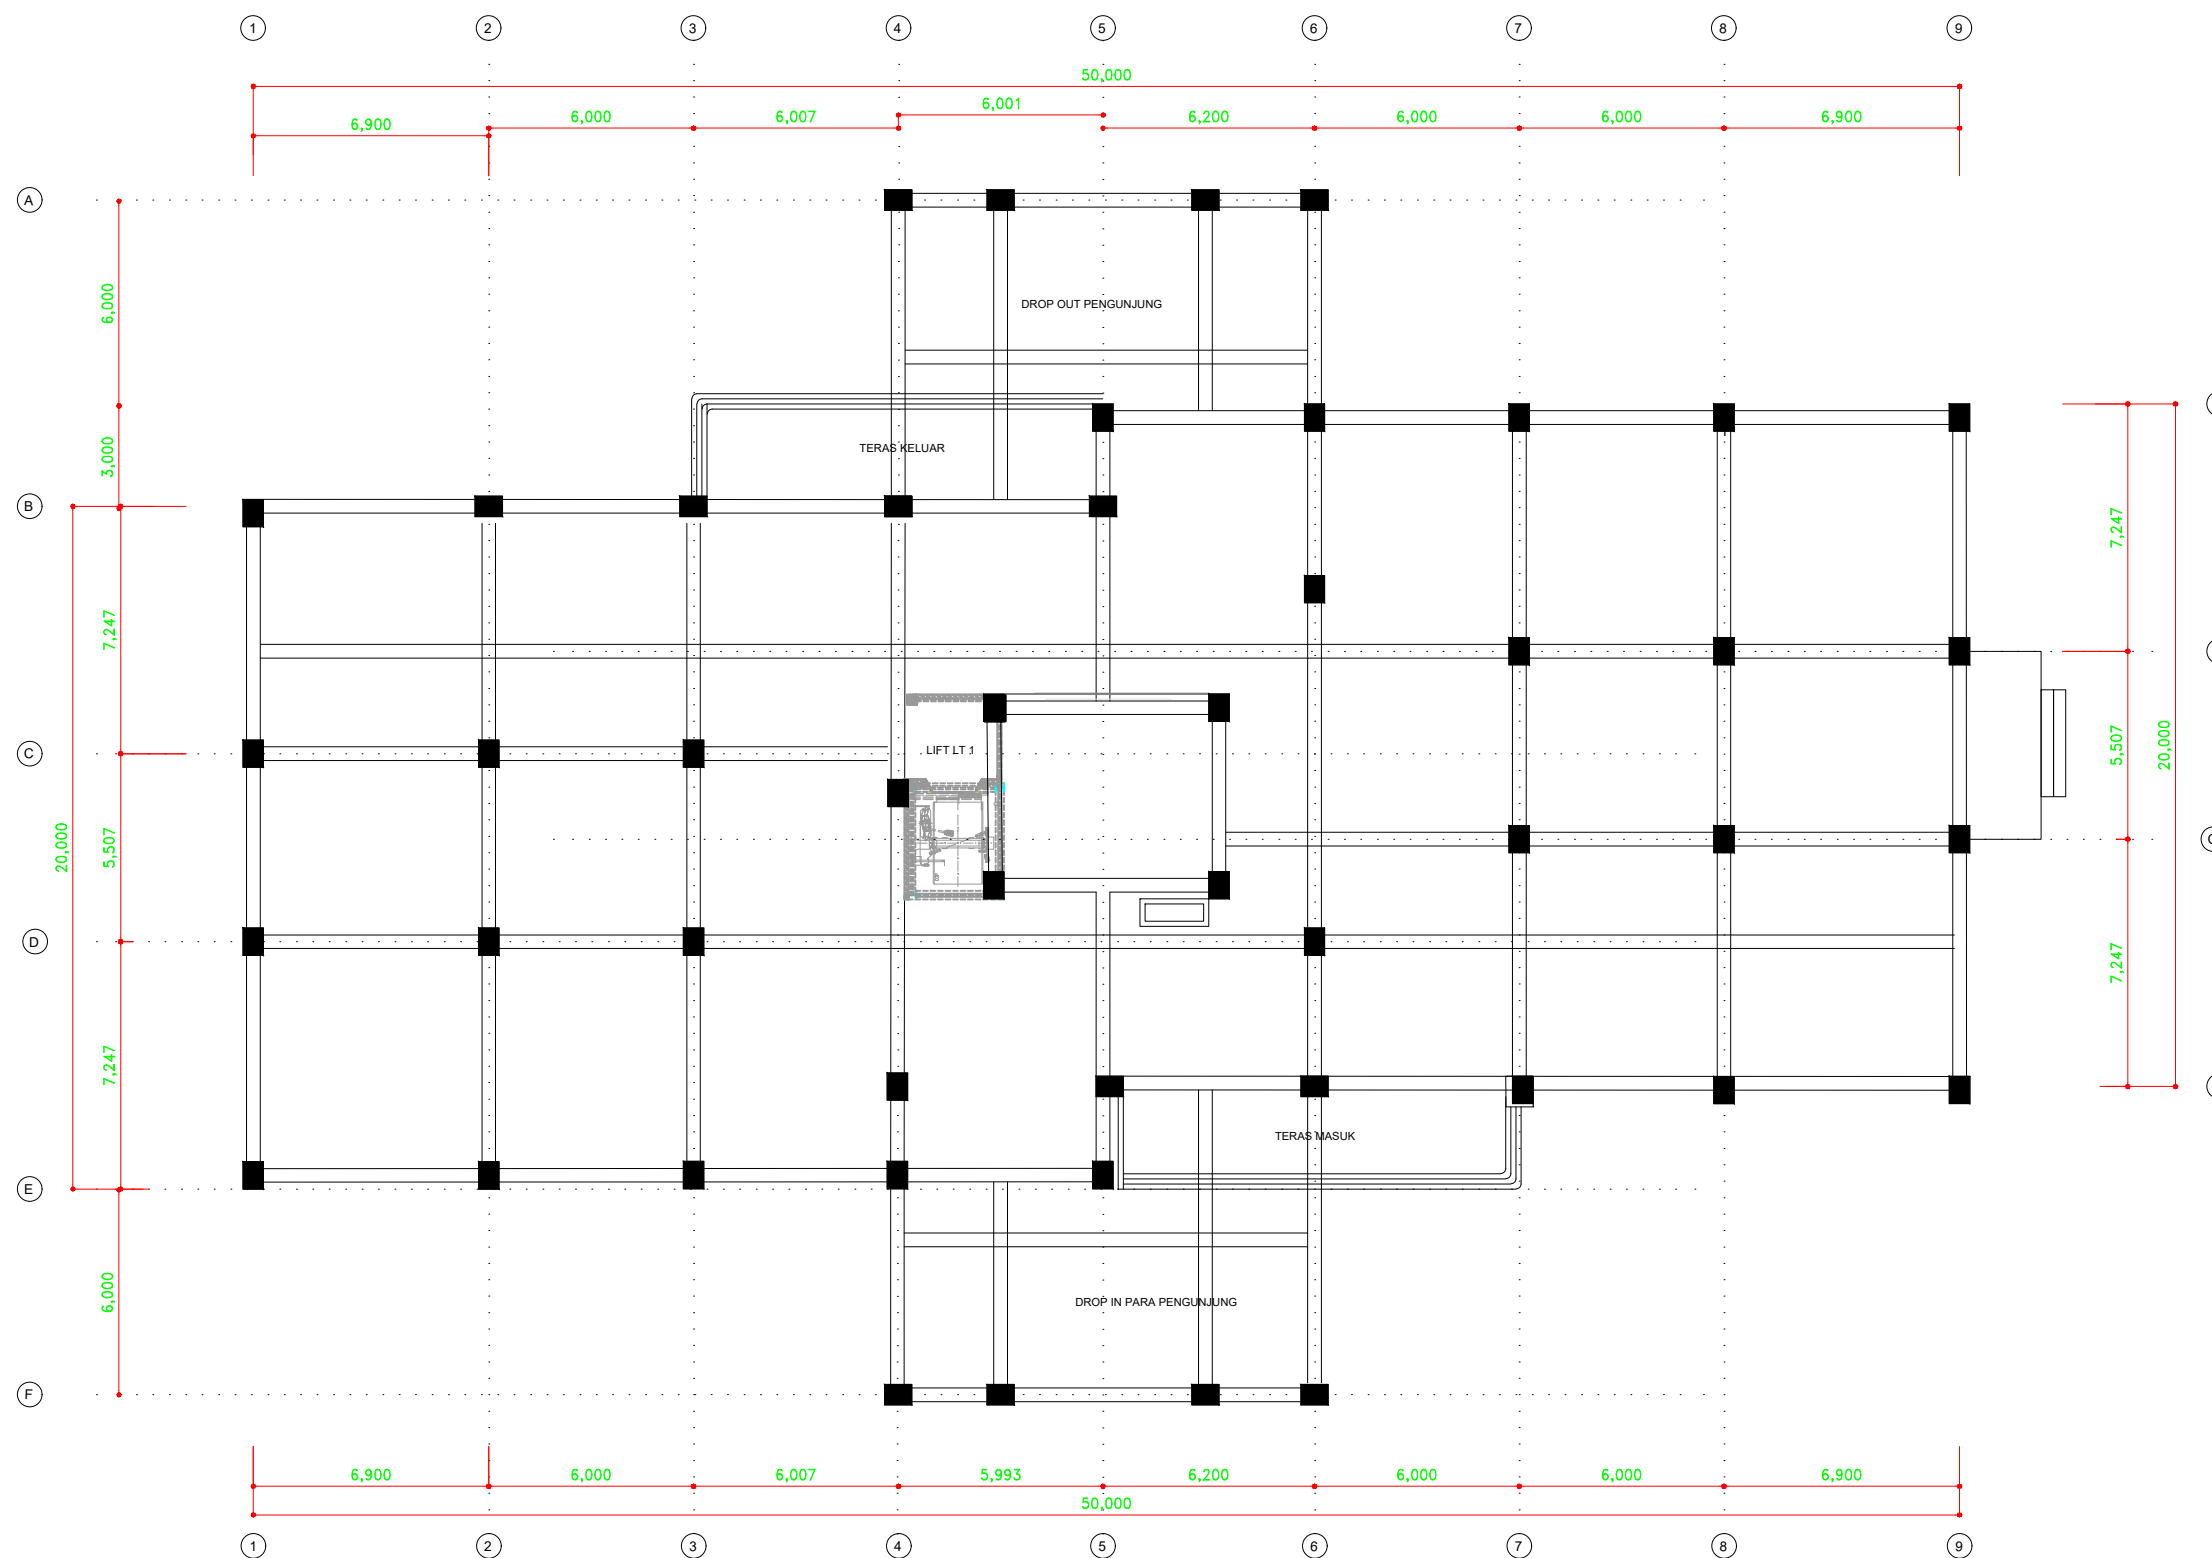 1 2 3 4 5 6 7 8 9
50,000
6,001
6,900 6,000 6,007 6,200 6,000 6,000 6,900
A
6,000
DROP OUT PENGUNJUNG
3,000
TERAS KELUAR
B
7,247
7,247
C
LIFT LT 1
5,507
20,000
20,000
5,507
D
7,247
7,247
TERAS MASUK
E
6,000
DROP IN PARA PENGUNJUNG
F
6,900 6,000 6,007 5,993 6,200 6,000 6,000 6,900
50,000
1 2 3 4 5 6 7 8 9